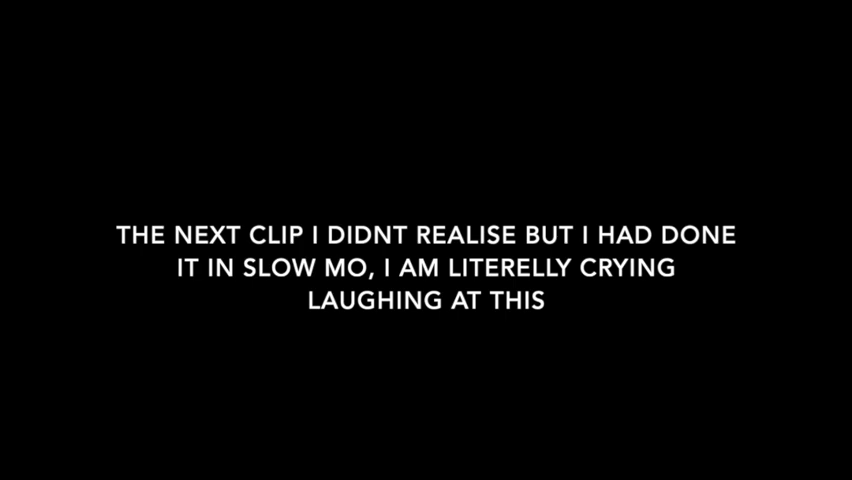 THE NEXT CLIP I DIDNT REALISE BUT I HAD DONE
IT IN SLOW MO, I AM LITERELLY CRYING
LAUGHING AT THIS